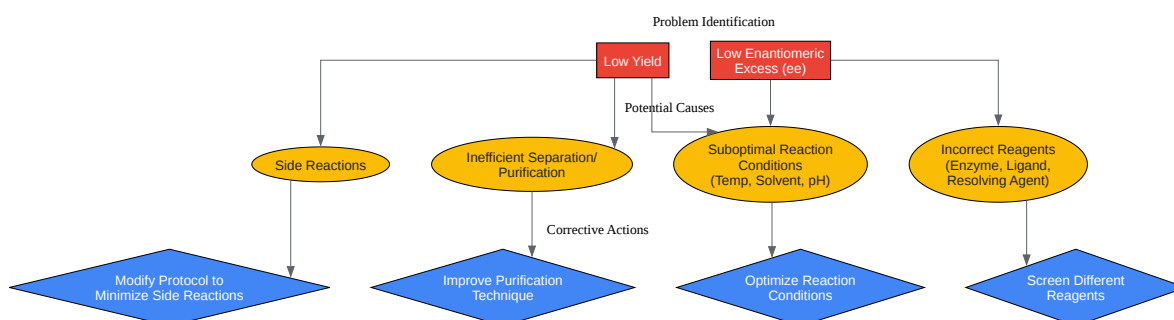 Problem Identification
Low Yield
Low Enantiomeric
Excess (ee)
Potential Causes
Side Reactions
Inefficient Separation/
Purification
Suboptimal Reaction
Conditions
(Temp, Solvent, pH)
Incorrect Reagents
(Enzyme, Ligand,
Resolving Agent)
Corrective Actions
Modify Protocol to
Minimize Side Reactions
Improve Purification
Technique
Optimize Reaction
Conditions
Screen Different
Reagents